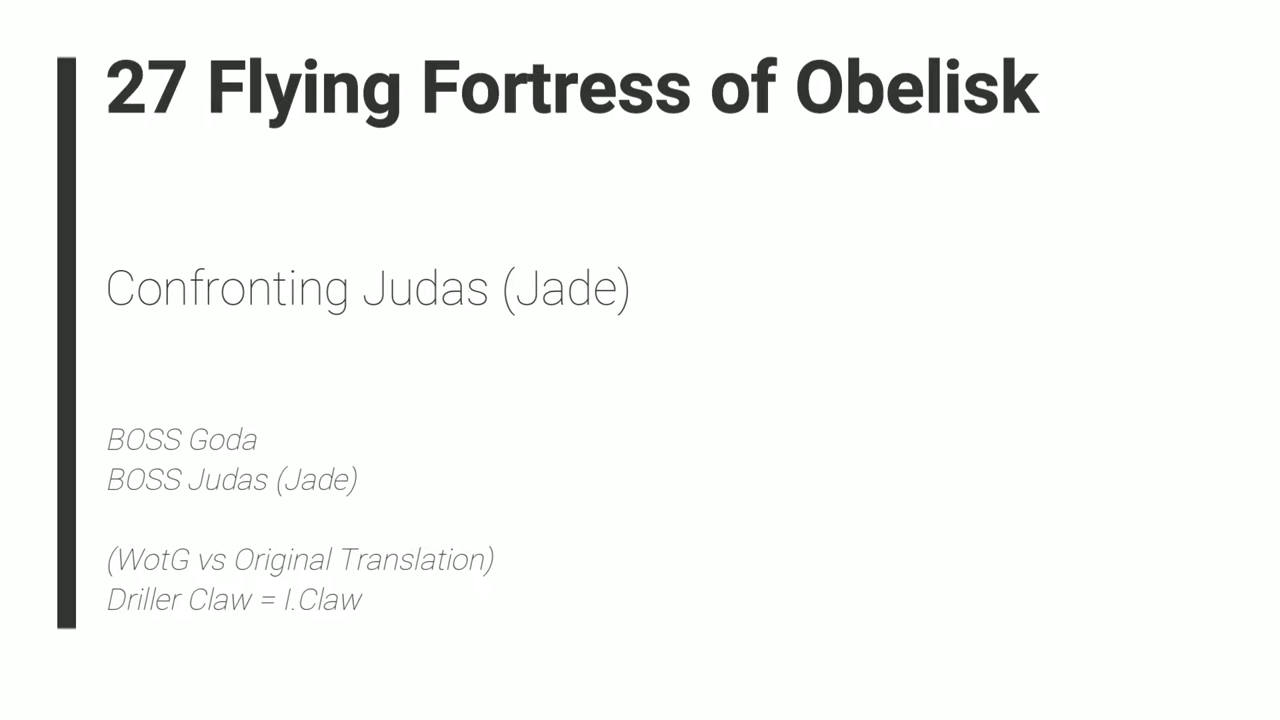 27 Flying Fortress of Obelisk
Confronting Judas (Jade)
BOSS Goda
BOSS Judas (Jade)
(WotG vs Original Translation)
Driller Claw = I.Claw